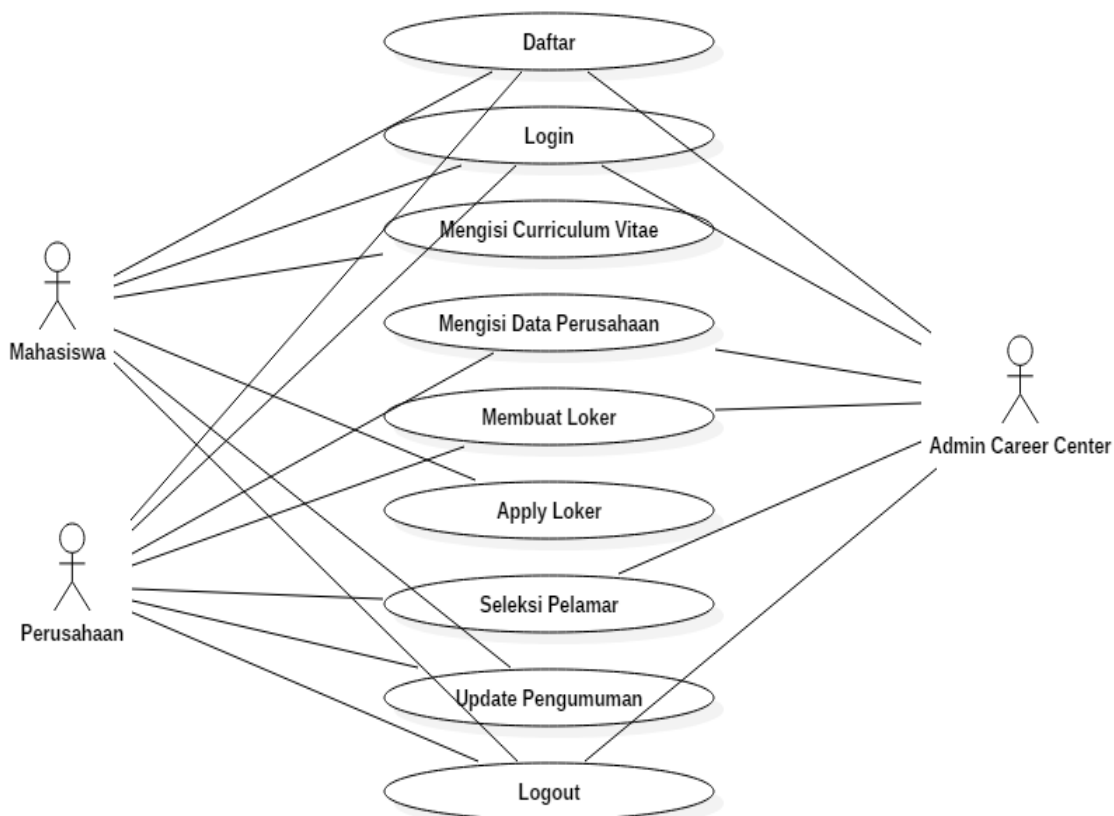 Daftar
Login
Mengisi Curriculum Vitae
Mengisi Data Perusahaan
Membuat Loker
Apply Loker
Seleksi Pelamar
Update Pengumuman
Logout
Mahasiswa
Perusahaan
Admin Career Center